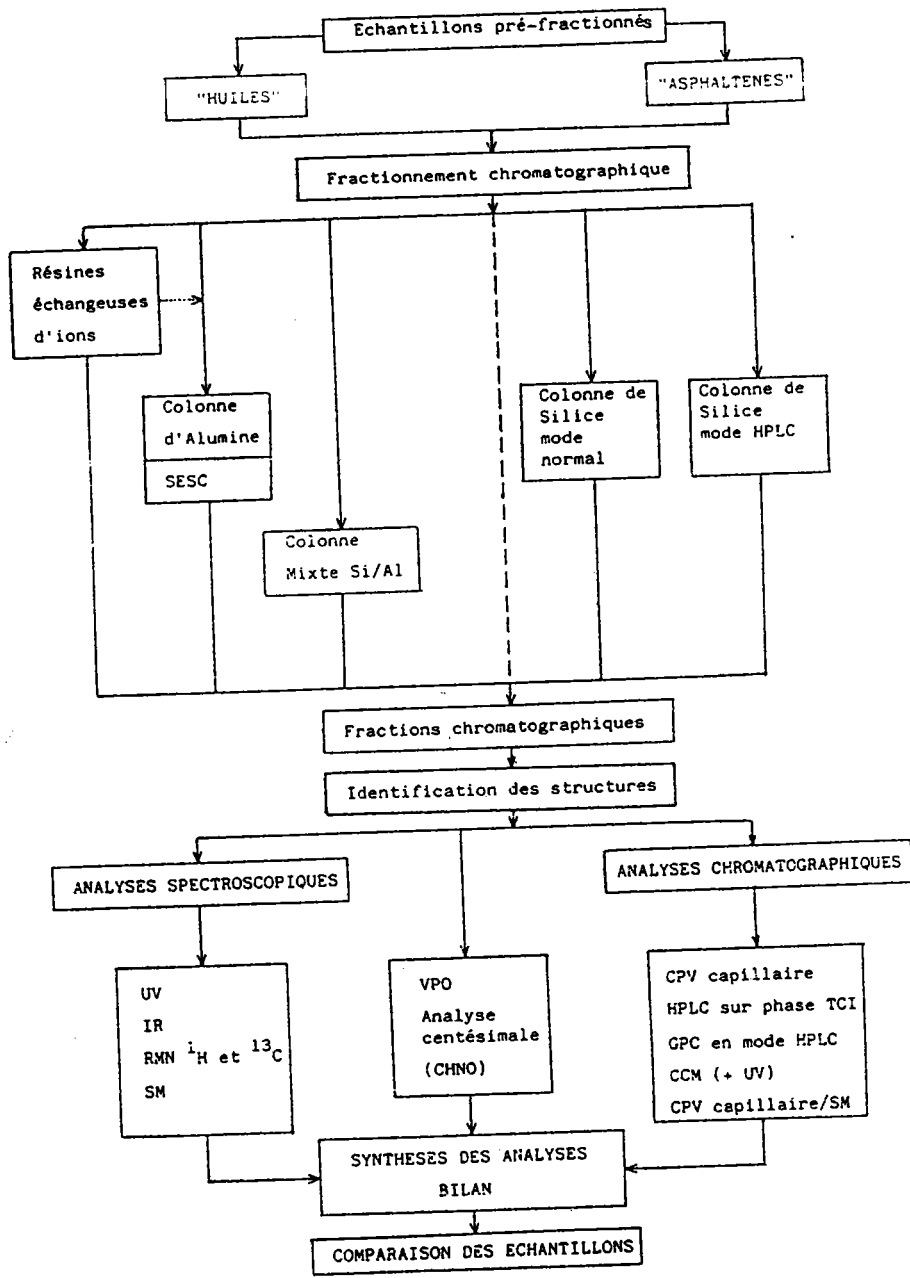 Echantillons pré-fractionnés
"HUILES"
"ASPHALTENES"
Fractionnement chromatographique
Résines
échangeuses
d'ions
Colonne
d'Alumine
SESC
Colonne
Mixte Si/Al
Colonne de
Silice
mode
normal
Colonne de
Silice
mode HPLC
Fractions chromatographiques
Identification des structures
ANALYSES SPECTROSCOPIQUES
ANALYSES CHROMATOGRAPHIQUES
UV
IR
RMN ¹H et ¹³C
SM
VPO
Analyse
centésimale
(CHNO)
CPV capillaire
HPLC sur phase TCI
GPC en mode HPLC
CCM (+ UV)
CPV capillaire/SM
SYNTHESES DES ANALYSES
BILAN
COMPARAISON DES ECHANTILLONS